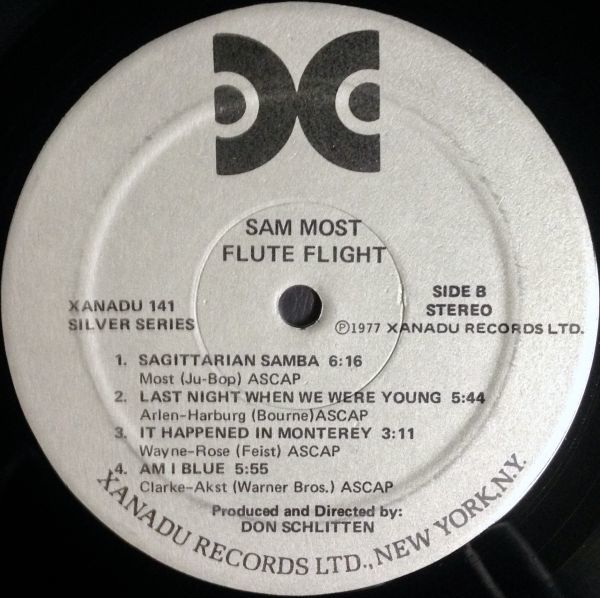 SAM MOST
FLUTE FLIGHT
XANADU 141
SILVER SERIES
SIDE B
STEREO
Ⓟ1977 XANADU RECORDS LTD.
1. SAGITTARIAN SAMBA 6:16
Most (Ju-Bop) ASCAP
2. LAST NIGHT WHEN WE WERE YOUNG 5:44
Arlen-Harburg (Bourne)ASCAP
3. IT HAPPENED IN MONTEREY 3:11
Wayne-Rose (Feist) ASCAP
4. AM I BLUE 5:55
Clarke-Akst (Warner Bros.) ASCAP
Produced and Directed by:
DON SCHLITTEN
XANADU RECORDS LTD., NEW YORK, N.Y.